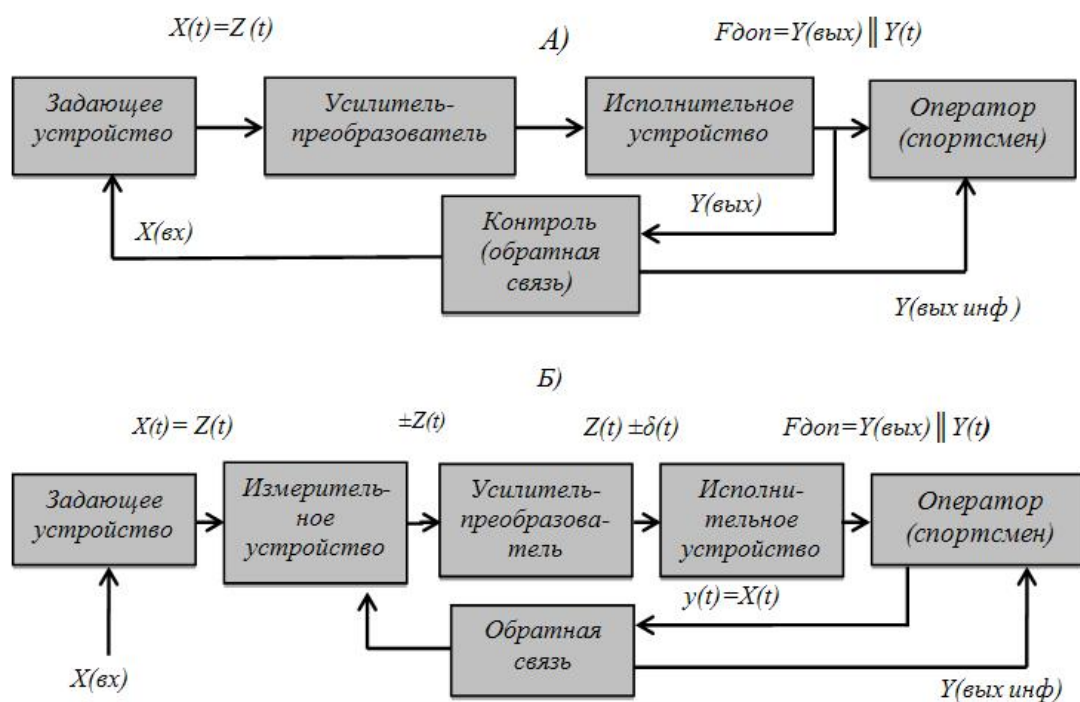 X(t)=Z (t)
А)
Fдоп=Y(вых) || Y(t)
Задающее
устройство
Усилитель-
преобразователь
Исполнительное
устройство
Оператор
(спортсмен)
X(вх)
Контроль
(обратная
связь)
Y(вых)
Y(вых инф )
Б)
X(t)= Z(t)
±Z(t)
Z(t) ±δ(t)
Fдоп=Y(вых) || Y(t)
Задающее
устройство
Измеритель-
ное
устройство
Усилитель-
преобразова-
тель
Исполни-
тельное
устройство
Оператор
(спортсмен)
y(t)=X(t)
Обратная
связь
X(вх)
Y(вых инф)